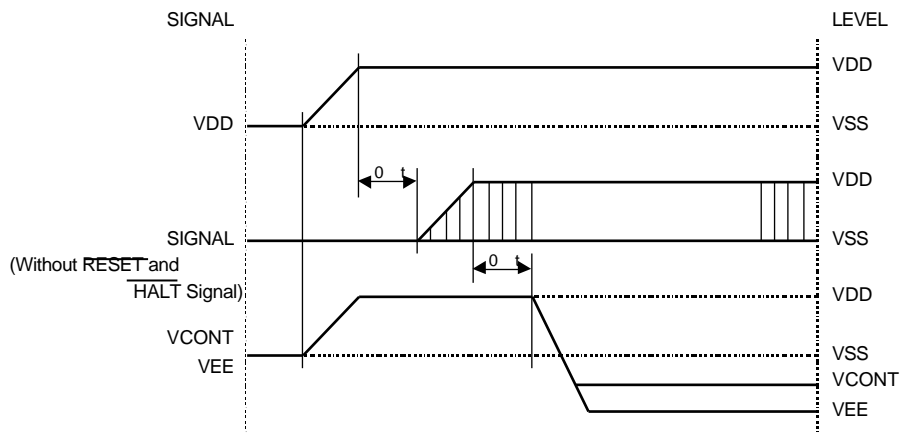 SIGNAL LEVEL
VDD
VDD VSS
0 t
VDD
SIGNAL VSS
(Without RESET and
0 t
HALT Signal) VDD
VCONT
VSS
VEE
VCONT
VEE